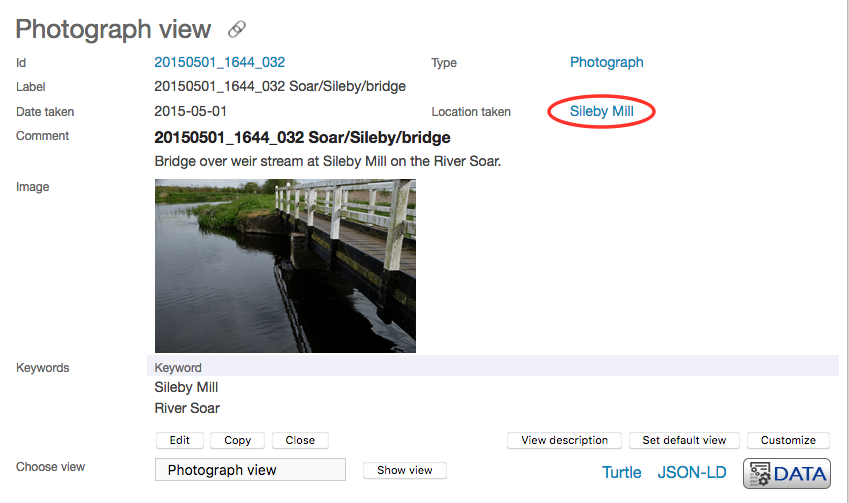 Photograph view
Id 20150501_1644_032 Type Photograph
Label 20150501_1644_032 Soar/Sileby/bridge
Date taken 2015-05-01 Location taken Sileby Mill
Comment 20150501_1644_032 Soar/Sileby/bridge
Bridge over weir stream at Sileby Mill on the River Soar.
Image
Keywords Keyword
Sileby Mill
River Soar
Edit Copy Close View description Set default view Customize
Choose view Photograph view Show view Turtle JSON-LD DATA